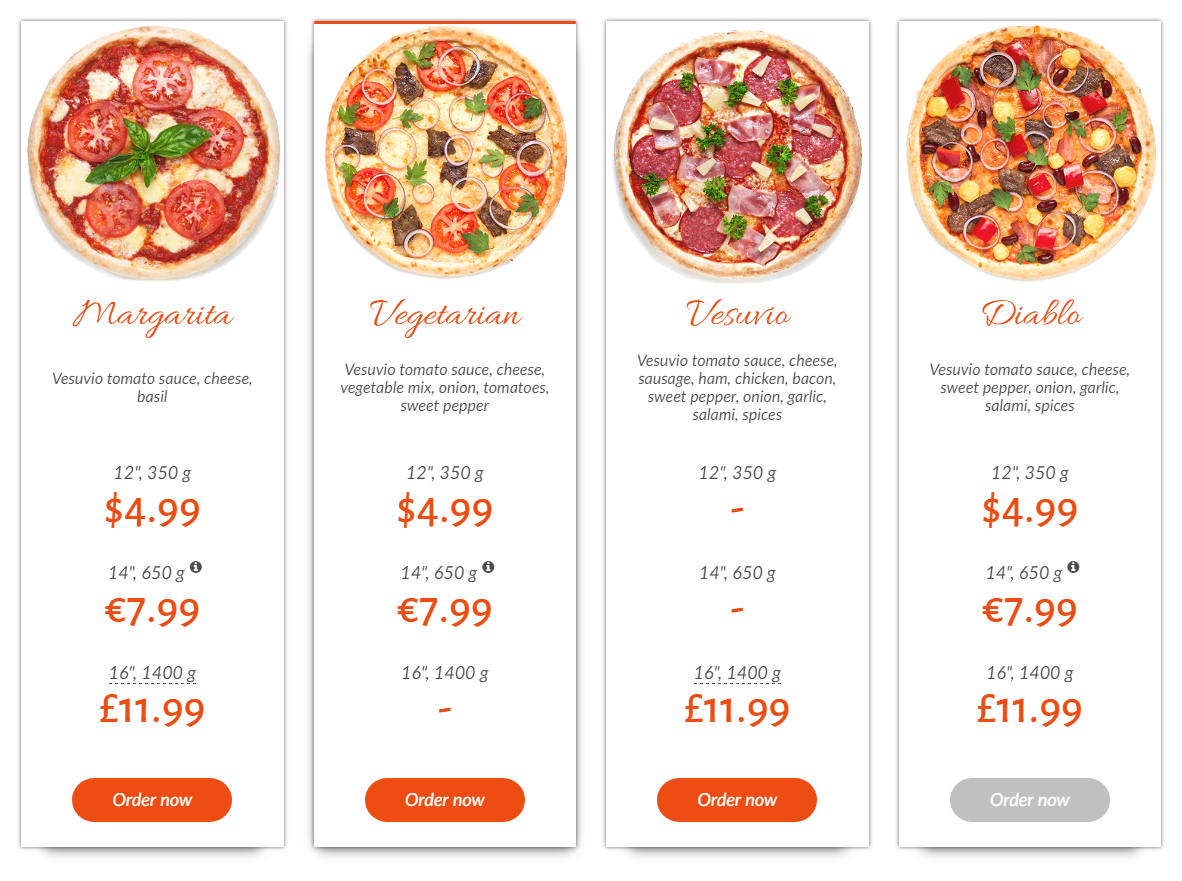 Margarita
Vesuvio tomato sauce, cheese,
basil
12", 350 g
$4.99
14", 650 g
€7.99
16", 1400 g
£11.99
Order now
Vegetarian
Vesuvio tomato sauce, cheese,
vegetable mix, onion, tomatoes,
sweet pepper
12", 350 g
$4.99
14", 650 g
€7.99
16", 1400 g
-
Order now
Vesuvio
Vesuvio tomato sauce, cheese,
sausage, ham, chicken, bacon,
sweet pepper, onion, garlic,
salami, spices
12", 350 g
-
14", 650 g
-
16", 1400 g
£11.99
Order now
Diablo
Vesuvio tomato sauce, cheese,
sweet pepper, onion, garlic,
salami, spices
12", 350 g
$4.99
14", 650 g
€7.99
16", 1400 g
£11.99
Order now